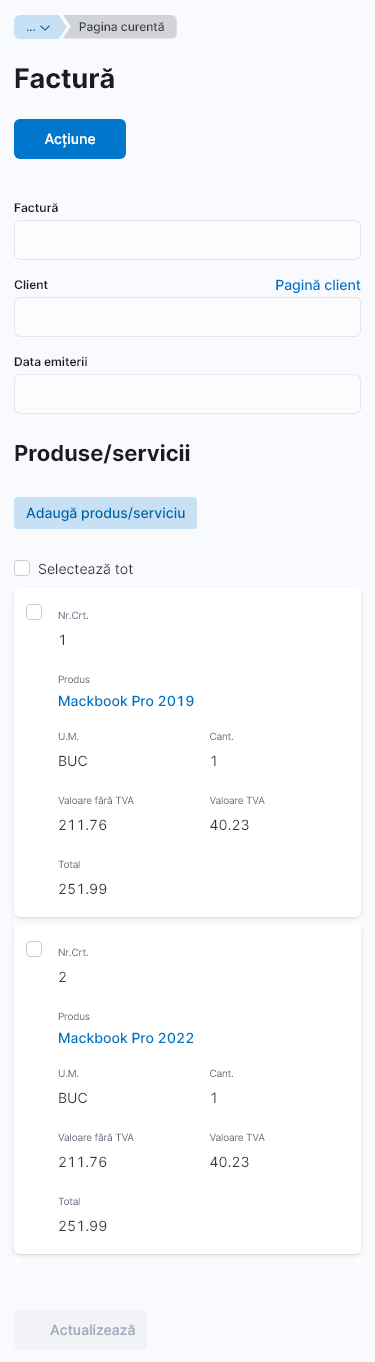 ... Pagina curentă
Factură
Acțiune
Factură
Client Pagină client
Data emiterii
Produse/servicii
Adaugă produs/serviciu
Selectează tot
Nr.Crt.
1
Produs
Mackbook Pro 2019
U.M. Cant.
BUC 1
Valoare fără TVA Valoare TVA
211.76 40.23
Total
251.99
Nr.Crt.
2
Produs
Mackbook Pro 2022
U.M. Cant.
BUC 1
Valoare fără TVA Valoare TVA
211.76 40.23
Total
251.99
Actualizează